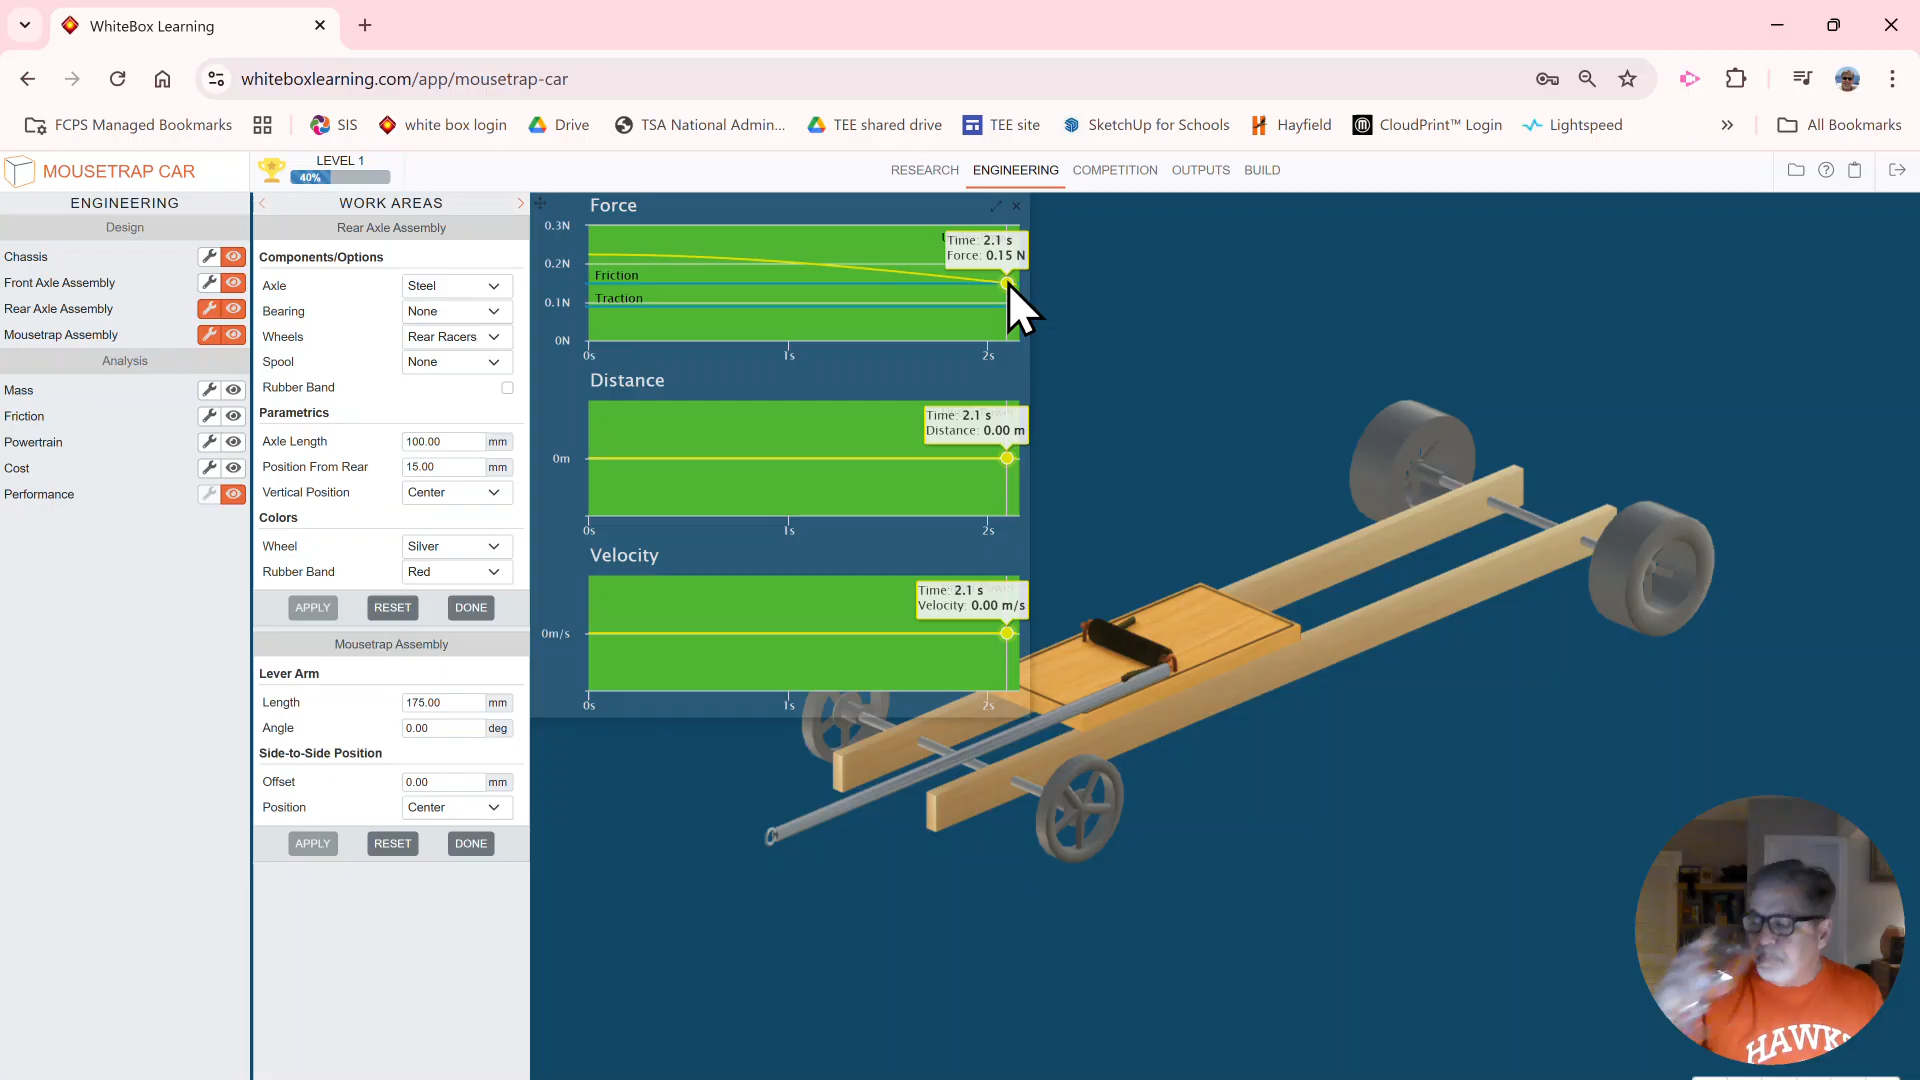 WhiteBox Learning
whiteboxlearning.com/app/mousetrap-car
FCPS Managed Bookmarks
SIS
white box login
Drive
TSA National Admin...
TEE shared drive
TEE site
SketchUp for Schools
Hayfield
CloudPrint™ Login
Lightspeed
All Bookmarks
MOUSETRAP CAR
LEVEL 1
40%
RESEARCH
ENGINEERING
COMPETITION
OUTPUTS
BUILD
ENGINEERING
Design
Chassis
Front Axle Assembly
Rear Axle Assembly
Mousetrap Assembly
Analysis
Mass
Friction
Powertrain
Cost
Performance
WORK AREAS
Rear Axle Assembly
Components/Options
Axle Steel
Bearing None
Wheels Rear Racers
Spool None
Rubber Band
Parametrics
Axle Length 100.00 mm
Position From Rear 15.00 mm
Vertical Position Center
Colors
Wheel Silver
Rubber Band Red
APPLY RESET DONE
Mousetrap Assembly
Lever Arm
Length 175.00 mm
Angle 0.00 deg
Side-to-Side Position
Offset 0.00 mm
Position Center
APPLY RESET DONE
Force
0.3N
0.2N
0.1N
0N
Time: 2.1 s
Force: 0.15 N
Friction
Traction
0s 1s 2s
Distance
0m
Time: 2.1 s
Distance: 0.00 m
0s 1s 2s
Velocity
0m/s
Time: 2.1 s
Velocity: 0.00 m/s
0s 1s 2s
HAWKS